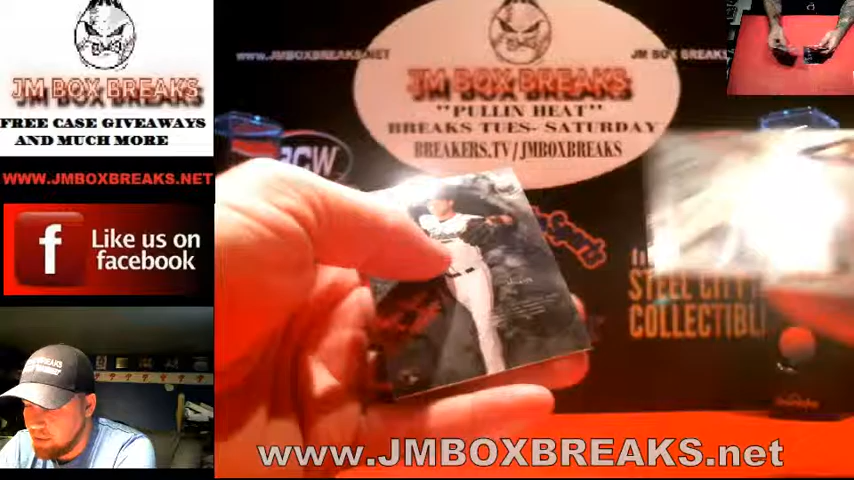 JM BOX BREAKS
FREE CASE GIVEAWAYS
AND MUCH MORE
WWW.JMBOXBREAKS.NET
f Like us on
facebook
www.JMBOXBREAKS.NET
JM BOX BREAKS
JM BOX BREAKS
"PULLIN HEAT"
BREAKS TUES- SATURDAY
BREAKERS.TV/JMBOXBREAKS
BCW
STEEL CITY
COLLECTIBL
www.JMBOXBREAKS.net